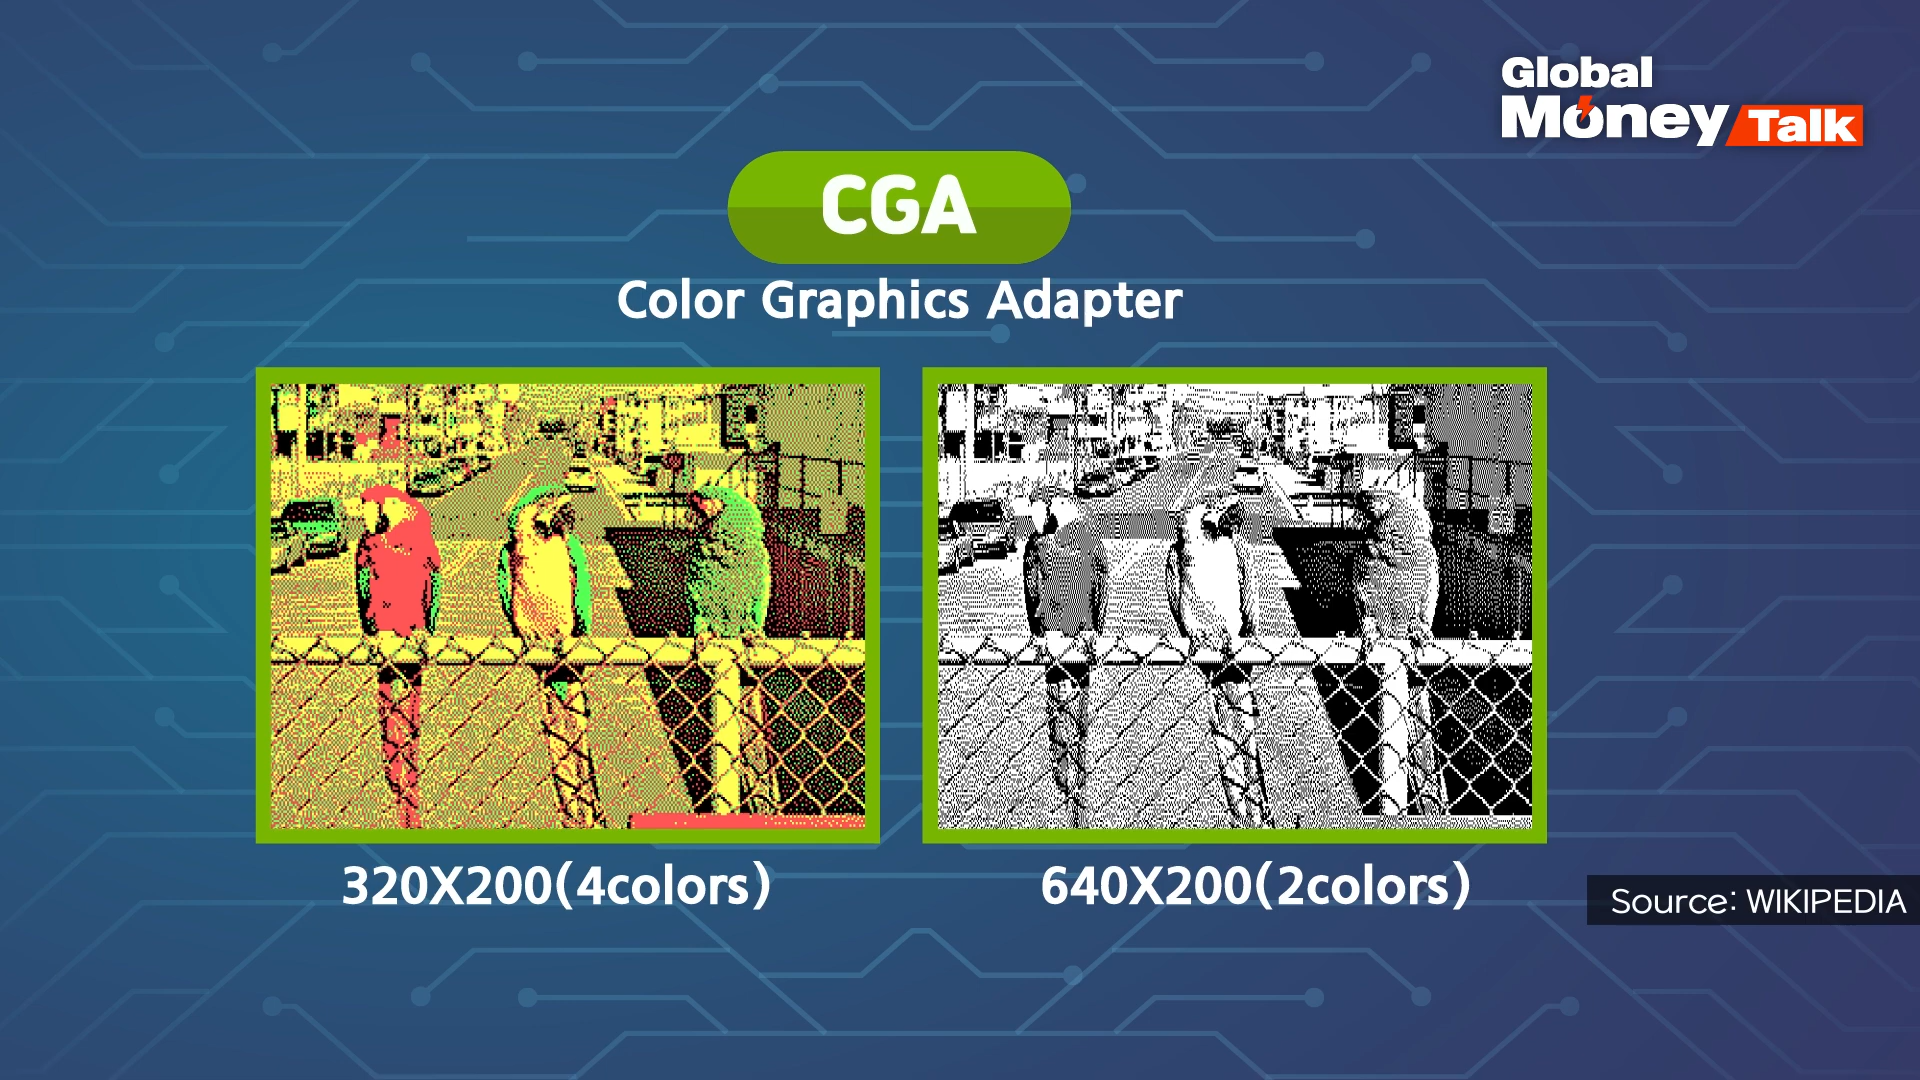 Global
Money Talk
CGA
Color Graphics Adapter
320X200(4colors)
640X200(2colors)
Source: WIKIPEDIA